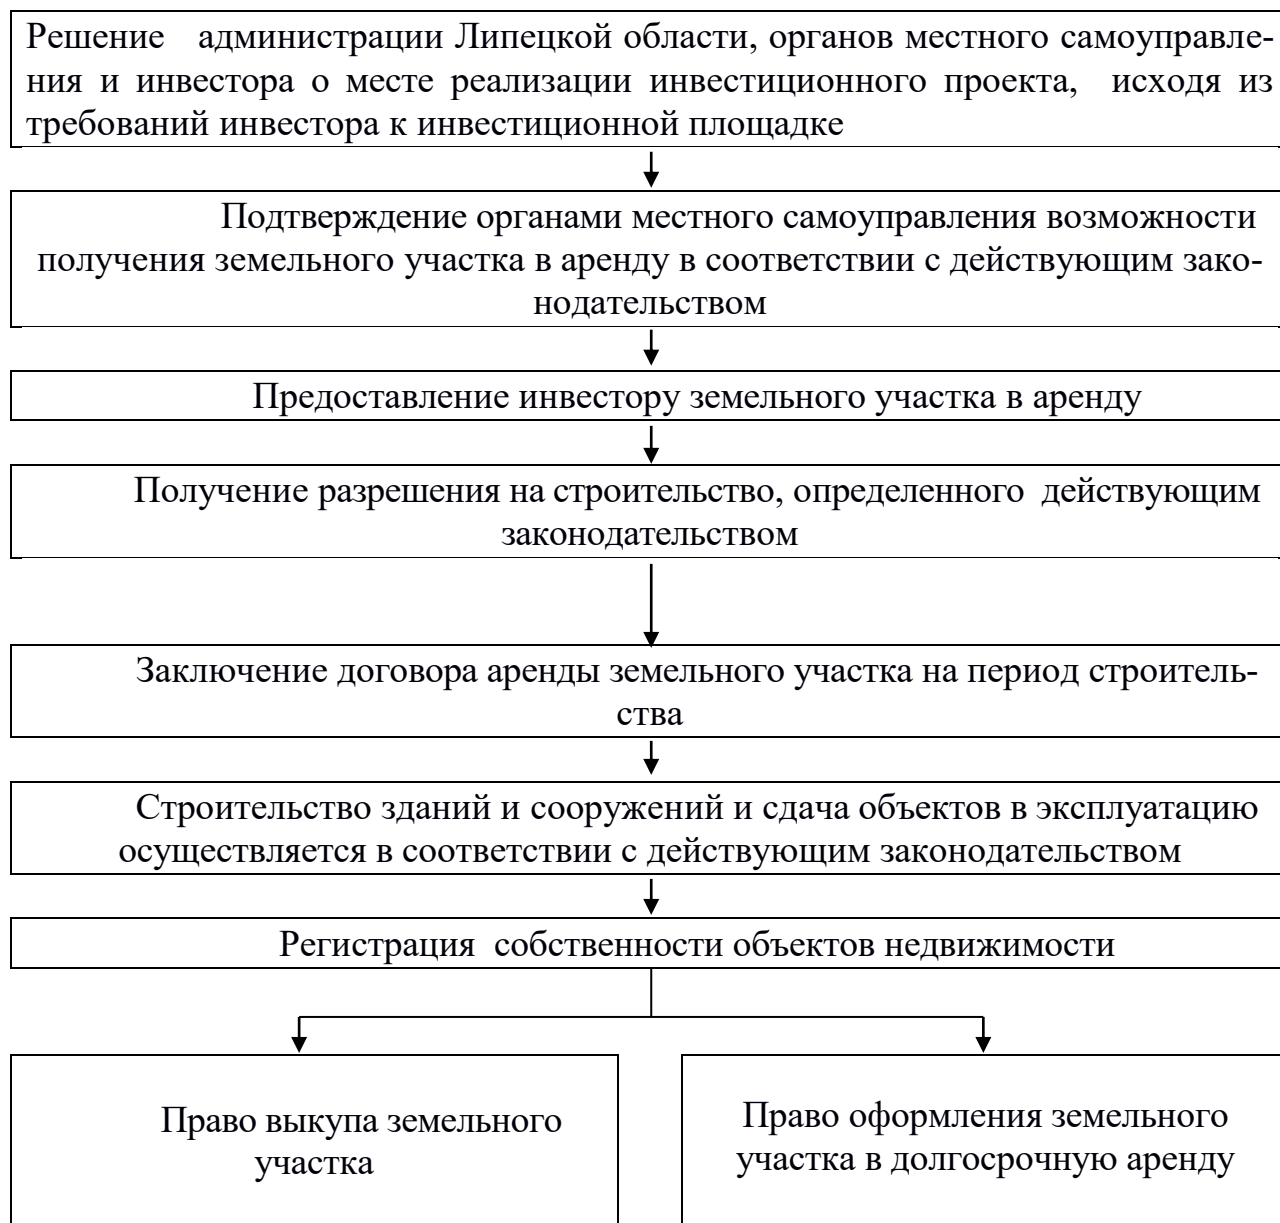 Решение администрации Липецкой области, органов местного самоуправле-
ния и инвестора о месте реализации инвестиционного проекта, исходя из
требований инвестора к инвестиционной площадке
Подтверждение органами местного самоуправления возможности
получения земельного участка в аренду в соответствии с действующим зако-
нодательством
Предоставление инвестору земельного участка в аренду
Получение разрешения на строительство, определенного действующим
законодательством
Заключение договора аренды земельного участка на период строитель-
ства
Строительство зданий и сооружений и сдача объектов в эксплуатацию
осуществляется в соответствии с действующим законодательством
Регистрация собственности объектов недвижимости
Право выкупа земельного
участка
Право оформления земельного
участка в долгосрочную аренду